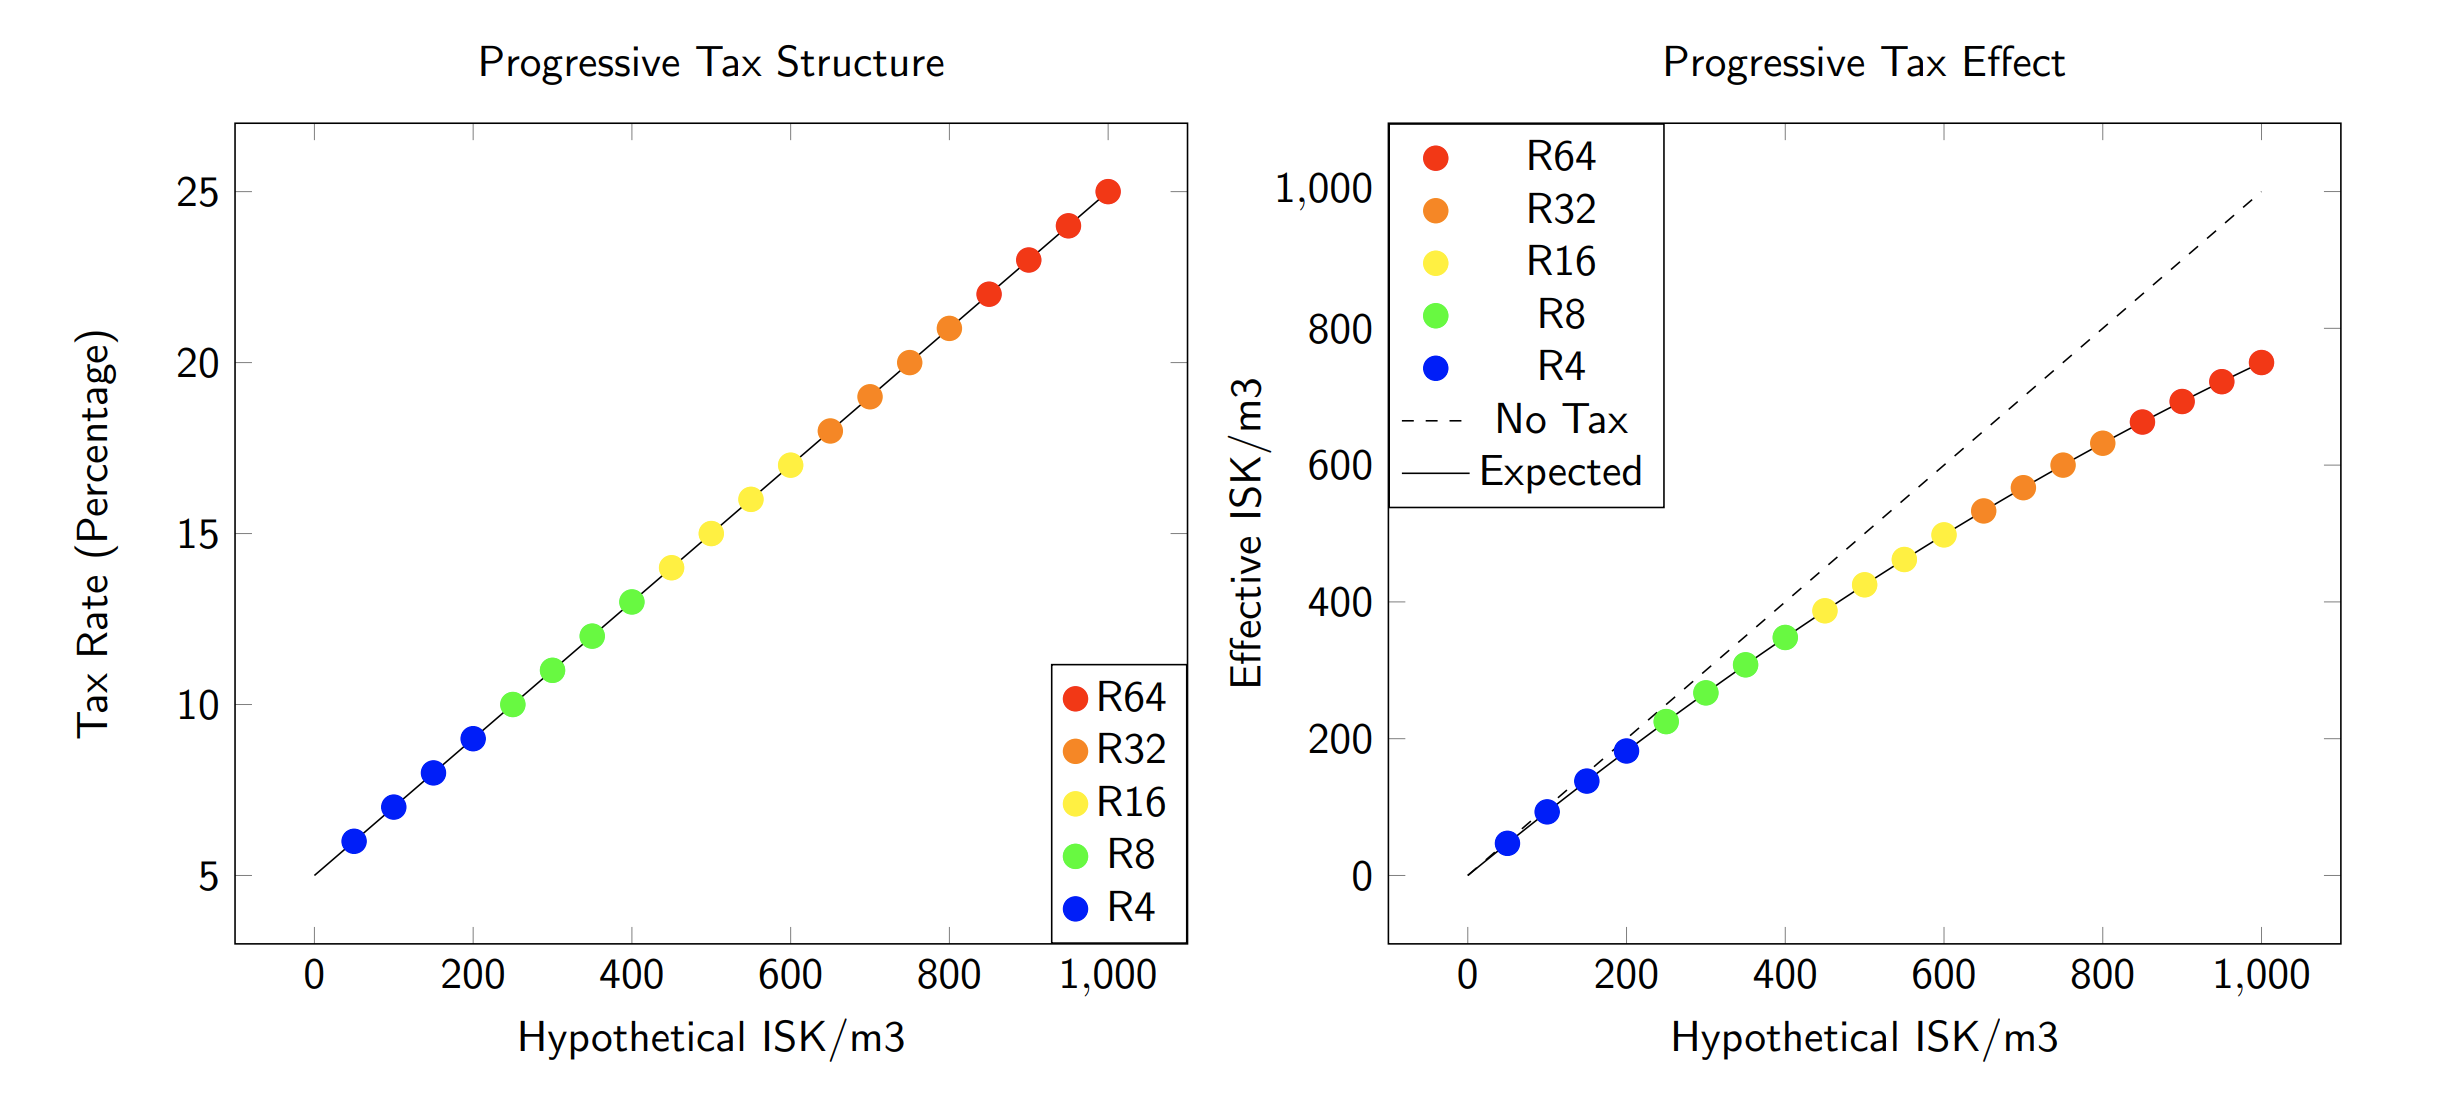 Progressive Tax Structure
Tax Rate (Percentage)
25
20
15
10
5
0 200 400 600 800 1,000
Hypothetical ISK/m3
R64
R32
R16
R8
R4
Progressive Tax Effect
Effective ISK/m3
1,000
800
600
400
200
0
0 200 400 600 800 1,000
Hypothetical ISK/m3
R64
R32
R16
R8
R4
No Tax
Expected